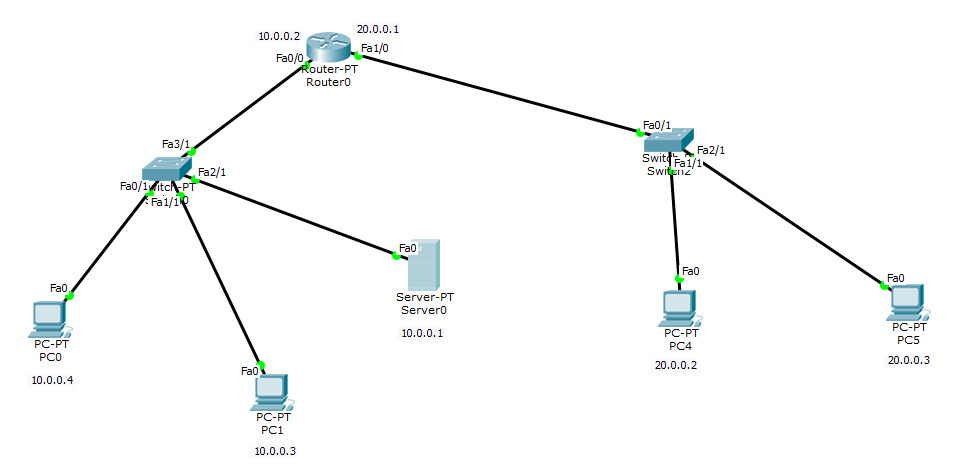 20.0.0.1
10.0.0.2
Fa1/0
Fa0/0
Router-PT
Router0
Fa0/1
Fa3/1
Fa2/1
Switch2
Fa1/1
Fa2/1
Fa0/1
Fa1/1
Fa0
Fa0
Fa0
Fa0
Server-PT
Server0
PC-PT
PC4
PC-PT
PC5
10.0.0.1
PC-PT
PC0
20.0.0.2
20.0.0.3
Fa0
10.0.0.4
PC-PT
PC1
10.0.0.3